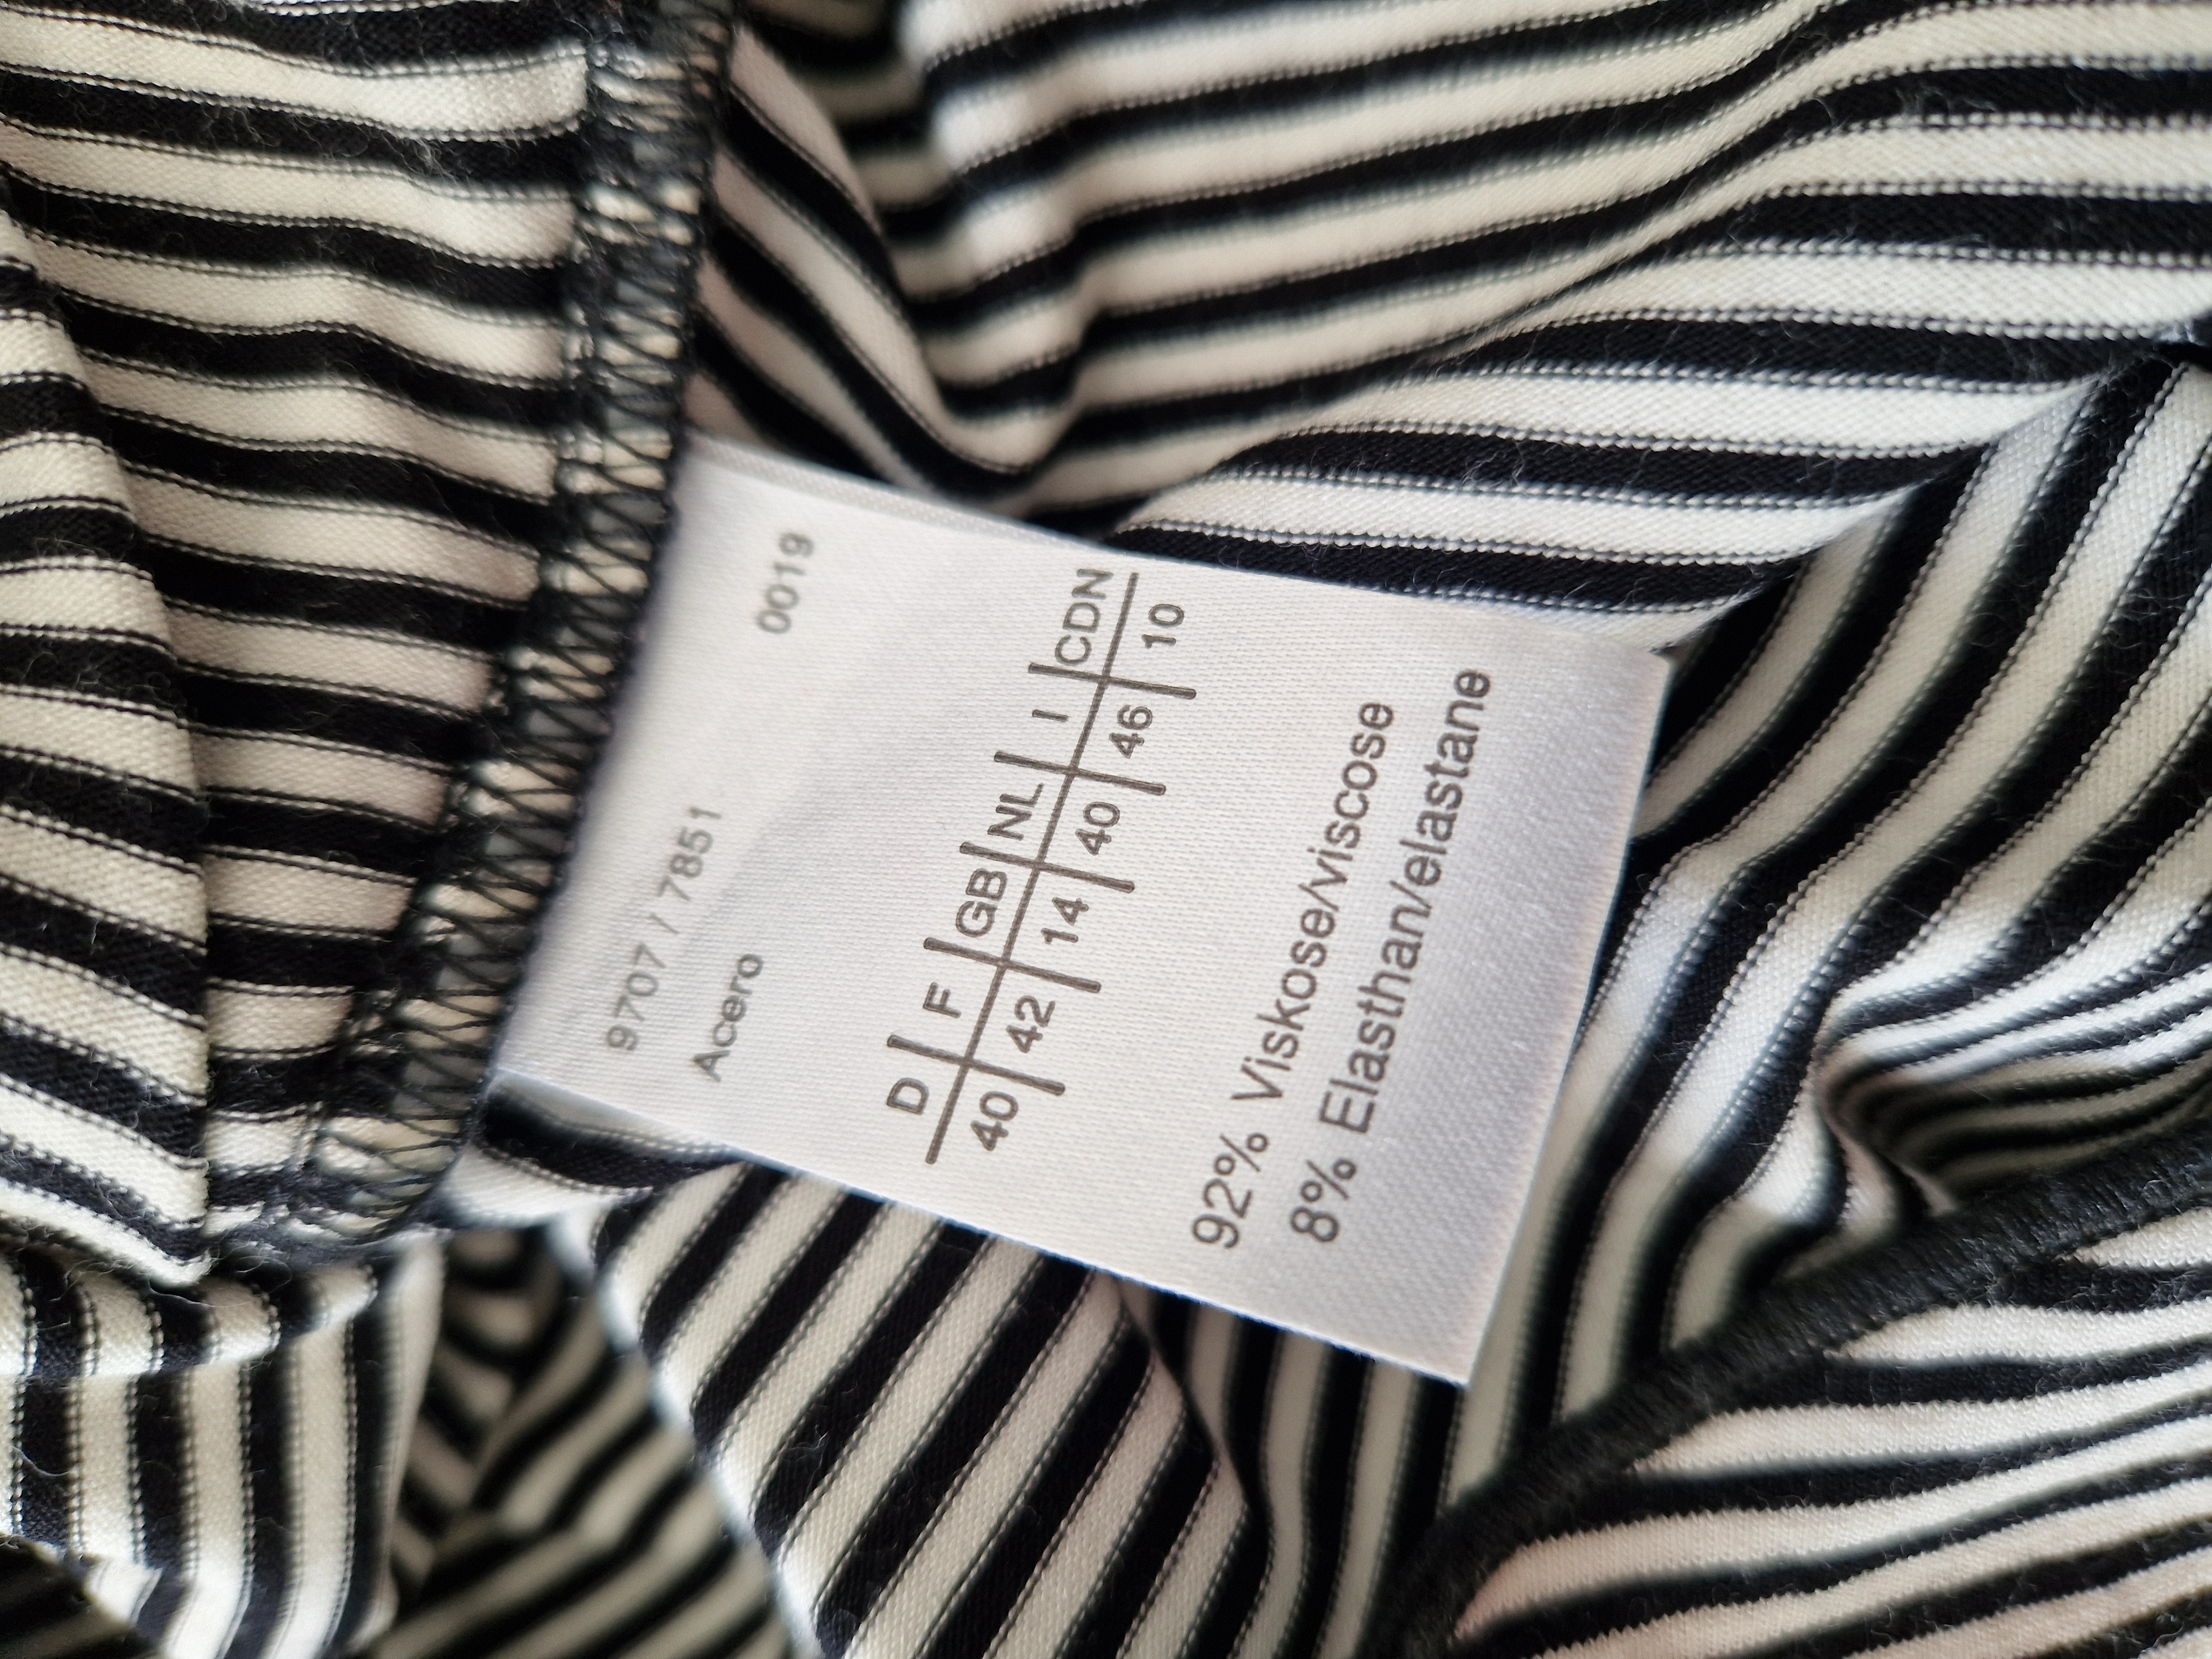 9707 / 7851 0019
Acero
D F GB NL I CDN
40 42 14 40 46 10
92% Viskose/viscose
8% Elasthan/elastane